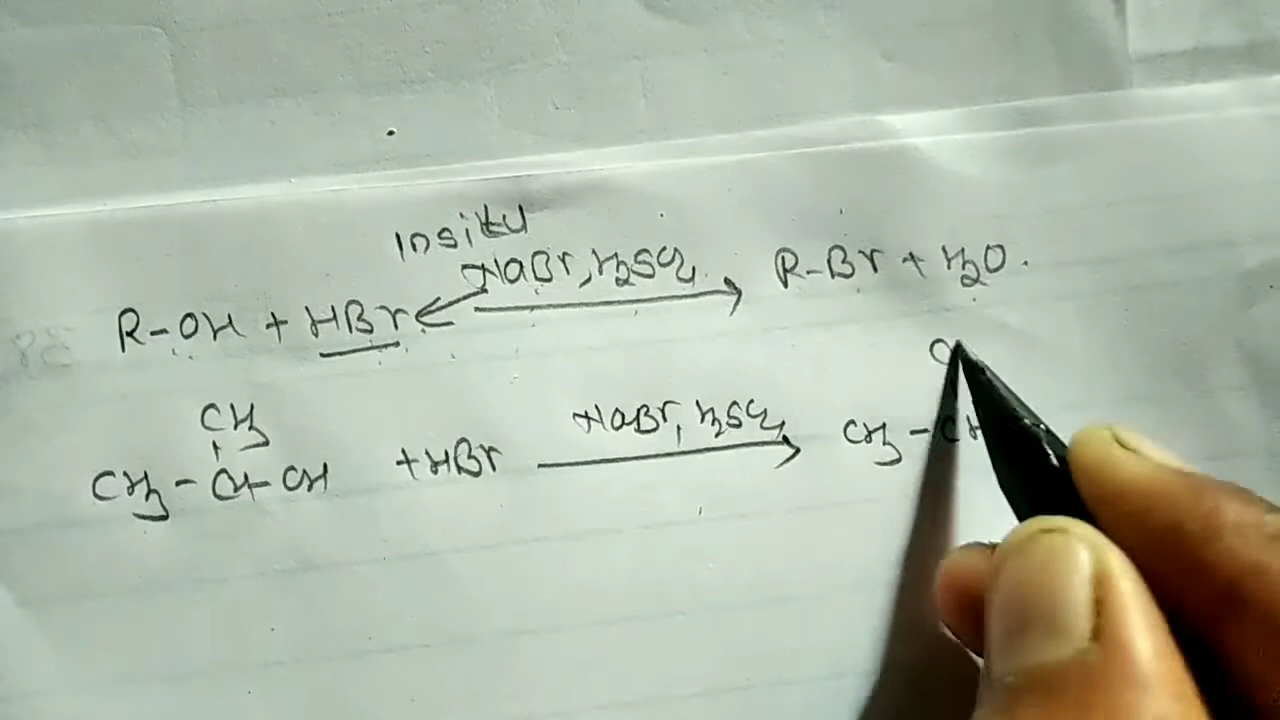 Insitu
NaBr, H2SO4
R-OH + HBr ← → R-Br + H2O.
CH3
CH3 - CH - OH + HBr → CH3 - CH
NaBr, H2SO4